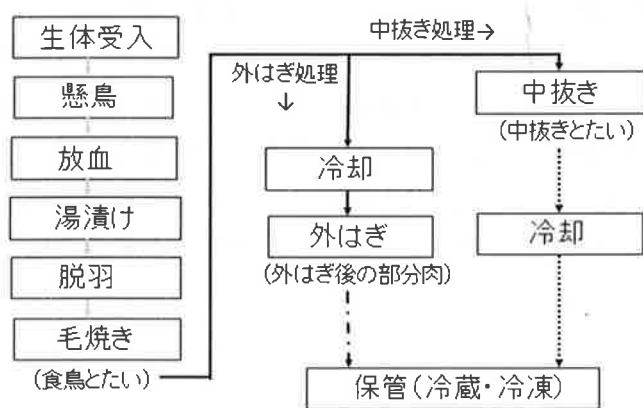 生体受入
懸鳥
放血
湯漬け
脱羽
毛焼き
(食鳥とたい)
外はぎ処理
↓
冷却
外はぎ
(外はぎ後の部分肉)
中抜き処理→
中抜き
(中抜きとたい)
冷却
保管(冷蔵・冷凍)